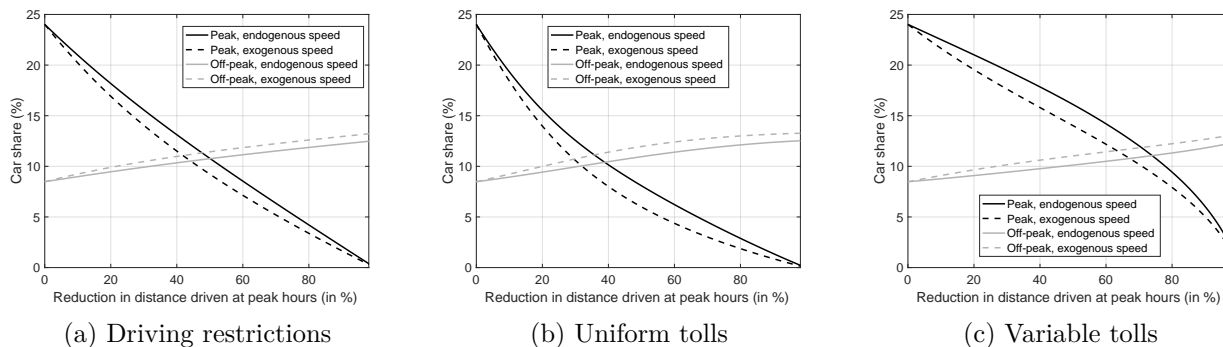 25
20
15
10
5
0
Car share (%)
Peak, endogenous speed
Peak, exogenous speed
Off-peak, endogenous speed
Off-peak, exogenous speed
0 20 40 60 80
Reduction in distance driven at peak hours (in %)
(a) Driving restrictions
25
20
15
10
5
0
Car share (%)
Peak, endogenous speed
Peak, exogenous speed
Off-peak, endogenous speed
Off-peak, exogenous speed
0 20 40 60 80
Reduction in distance driven at peak hours (in %)
(b) Uniform tolls
25
20
15
10
5
0
Car share (%)
Peak, endogenous speed
Peak, exogenous speed
Off-peak, endogenous speed
Off-peak, exogenous speed
0 20 40 60 80
Reduction in distance driven at peak hours (in %)
(c) Variable tolls